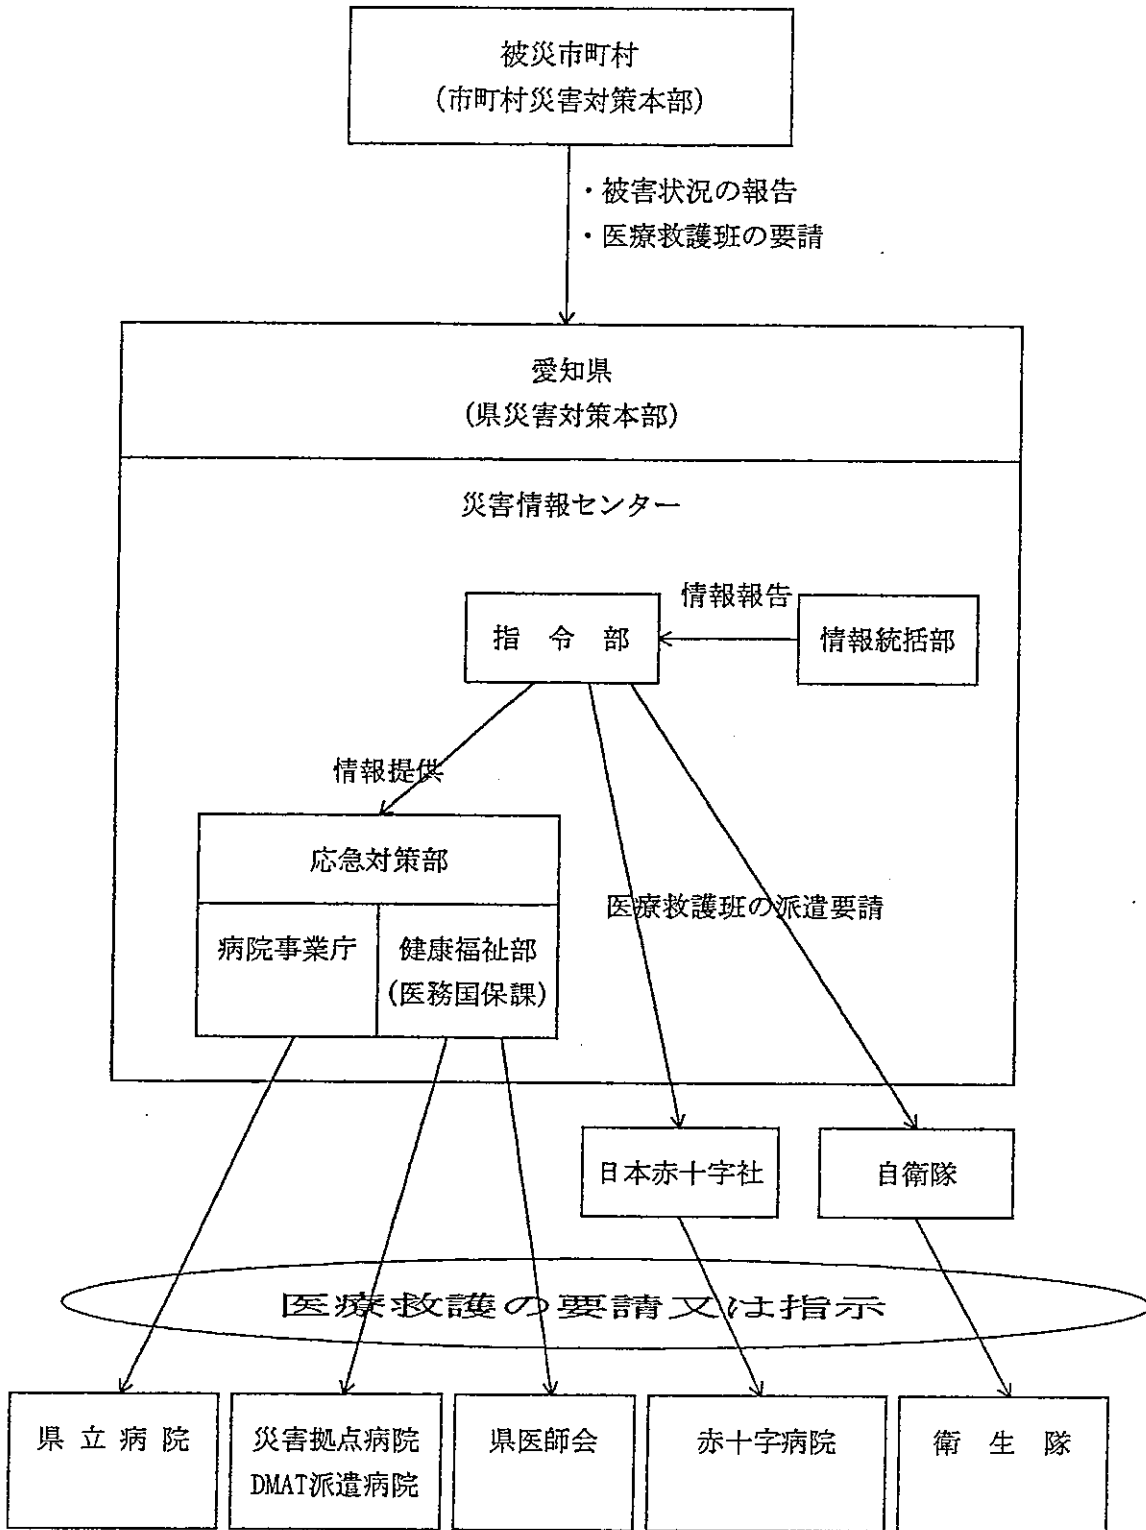 被災市町村
(市町村災害対策本部)
・被害状況の報告
・医療救護班の要請
愛知県
(県災害対策本部)
災害情報センター
情報報告
指 令 部
情報統括部
情報提供
応急対策部
病院事業庁
健康福祉部
(医務国保課)
医療救護班の派遣要請
日本赤十字社
自衛隊
医療救護の要請又は指示
県 立 病 院
災害拠点病院
DMAT派遣病院
県医師会
赤十字病院
衛 生 隊